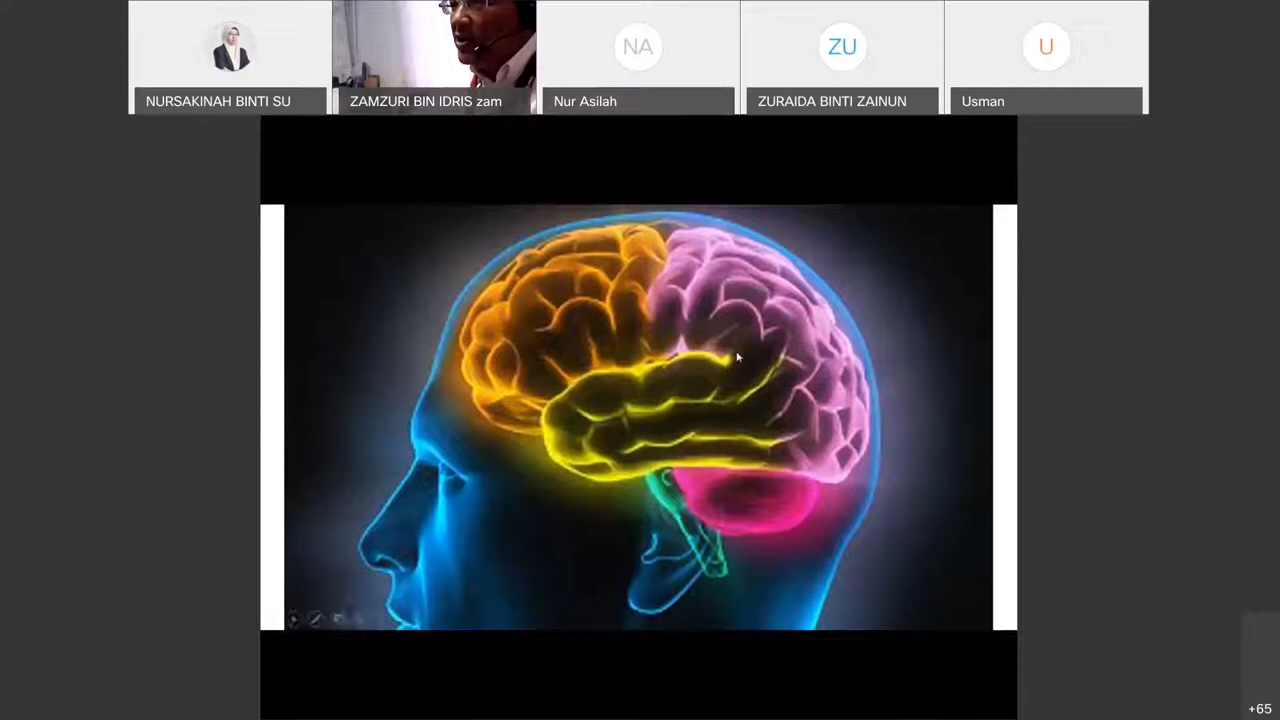 NA
ZU
U
NURSAKINAH BINTI SU
ZAMZURI BIN IDRIS zam
Nur Asilah
ZURAIDA BINTI ZAINUN
Usman
+65